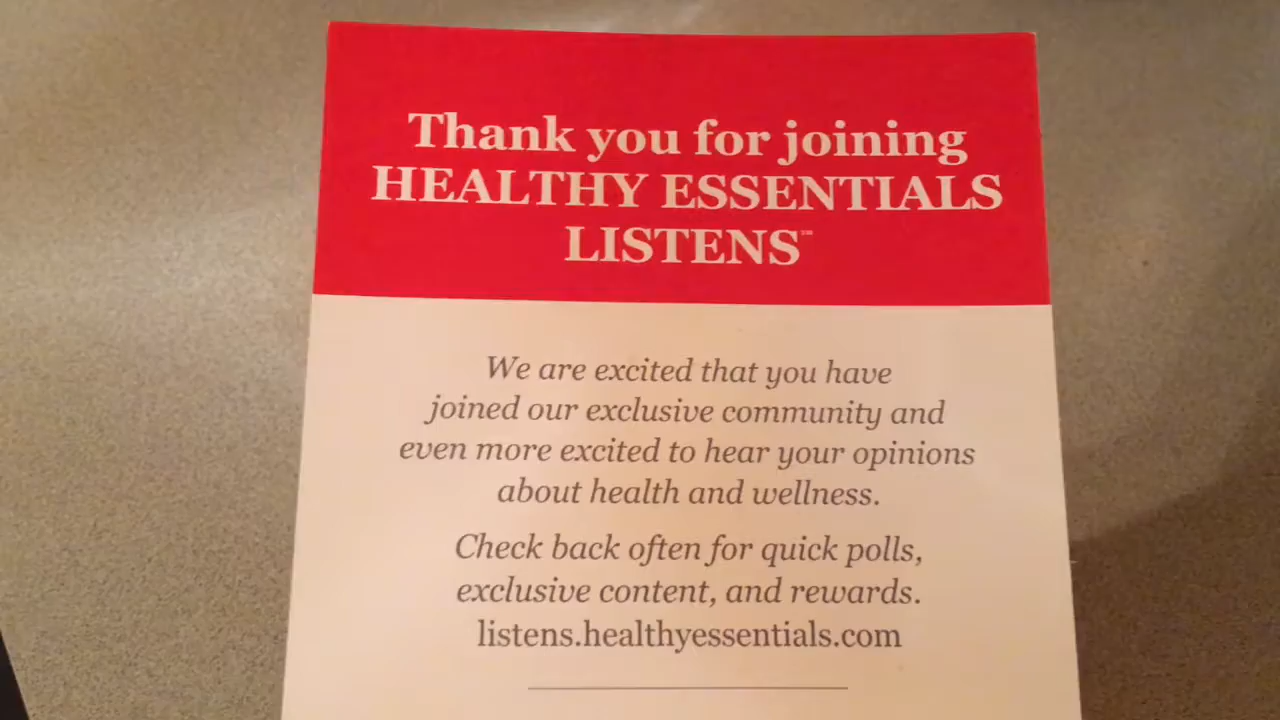 Thank you for joining
HEALTHY ESSENTIALS
LISTENS℠
We are excited that you have
joined our exclusive community and
even more excited to hear your opinions
about health and wellness.
Check back often for quick polls,
exclusive content, and rewards.
listens.healthyessentials.com